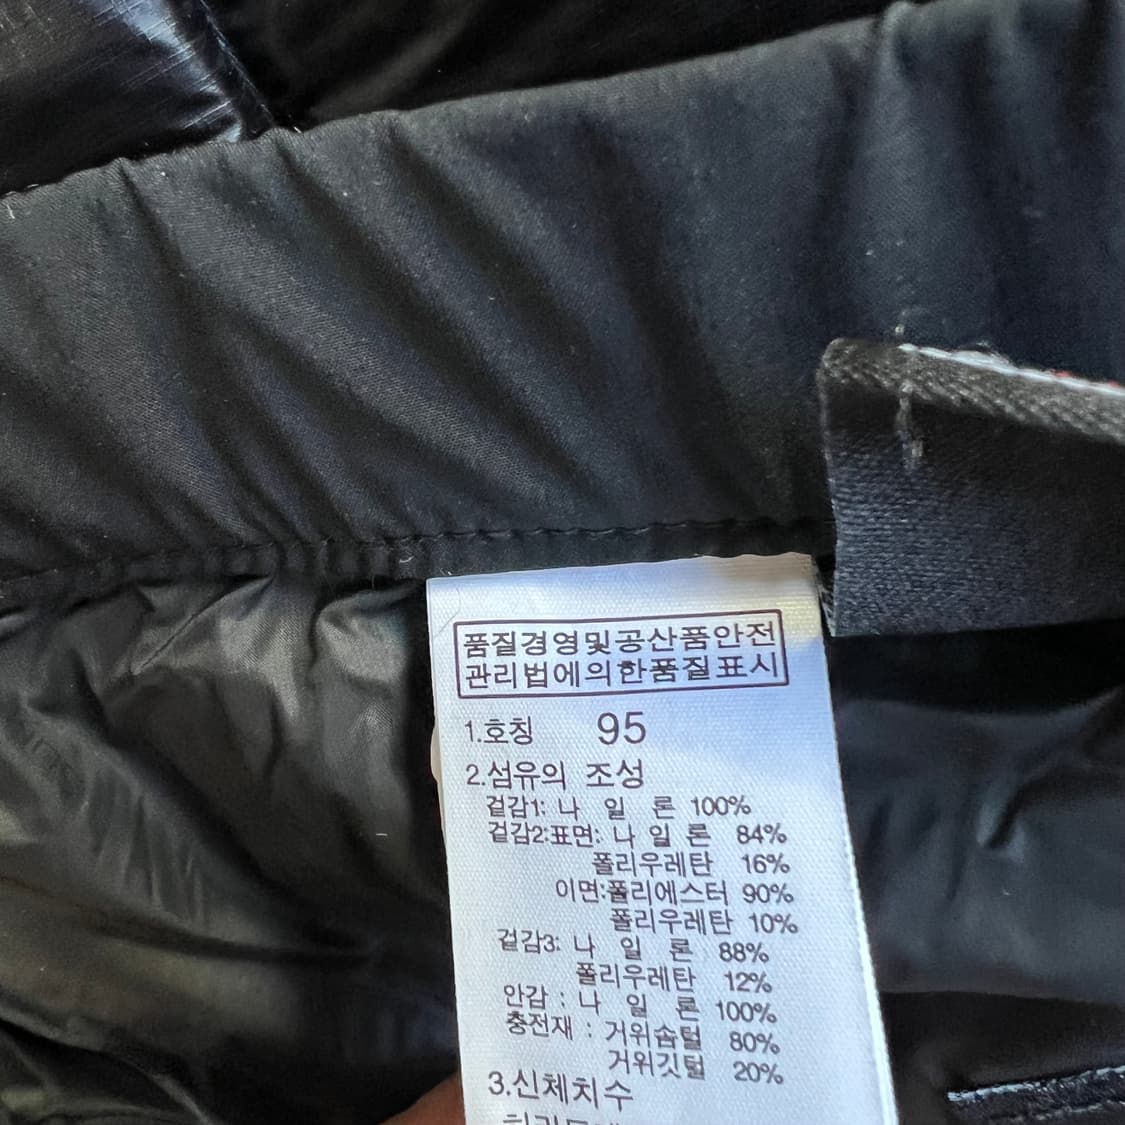 품질경영및공산품안전
관리법에의한품질표시
1.호칭 95
2.섬유의 조성
겉감1: 나 일 론 100%
겉감2:표면: 나 일 론 84%
폴리우레탄 16%
이면:폴리에스터 90%
폴리우레탄 10%
겉감3: 나 일 론 88%
폴리우레탄 12%
안감 : 나 일 론 100%
충전재 : 거위솜털 80%
거위깃털 20%
3.신체치수